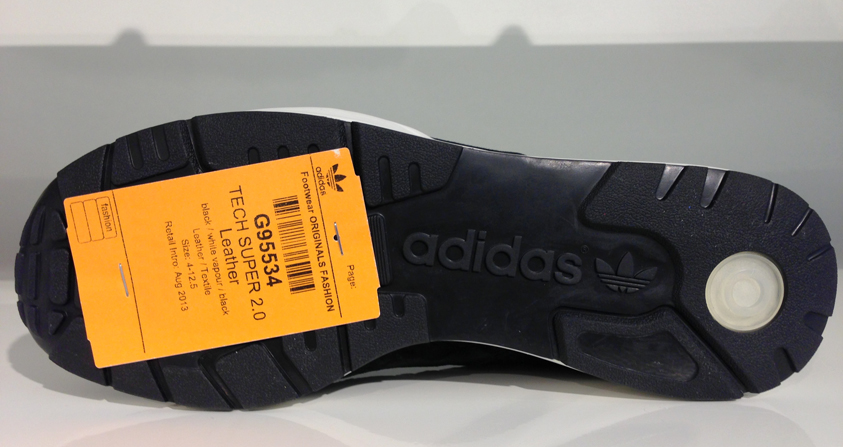 adidas
Footwear ORIGINALS FASHION
Page:
G95534
TECH SUPER 2.0
Leather
black / white vapour / black
Leather / Textile
Size: 4-12,5
Retail Intro: Aug 2013
fashion
adidas